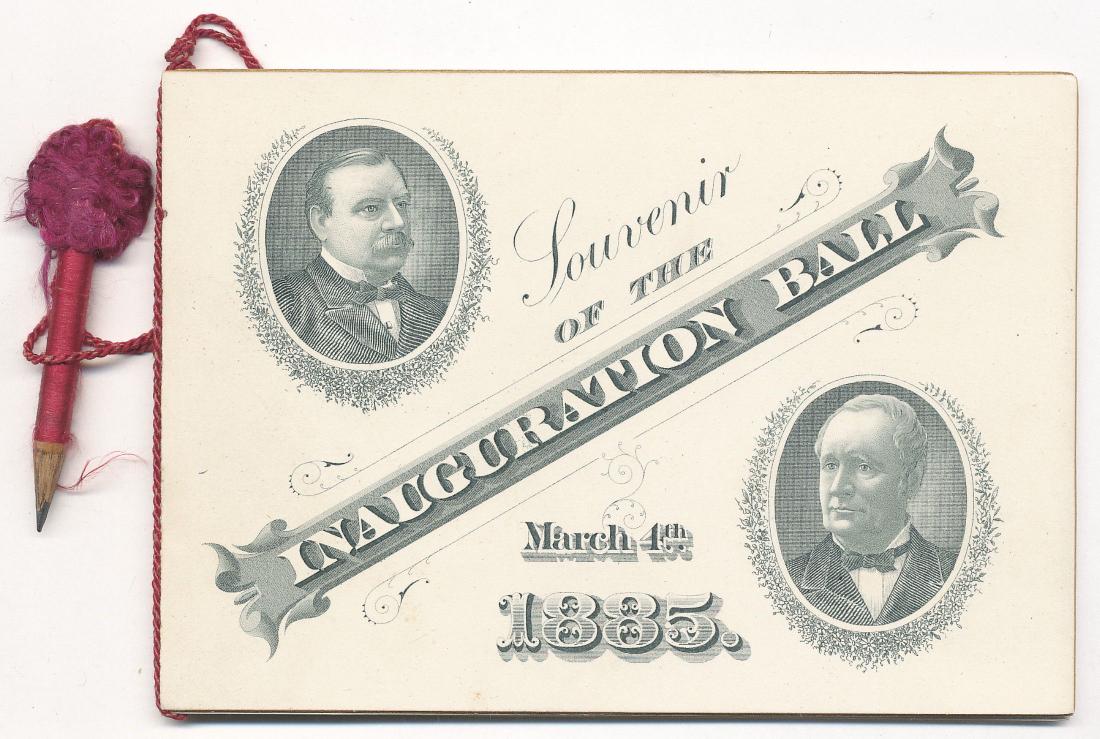 Souvenir
OF THE
INAUGURATION BALL
March 4th.
1885.